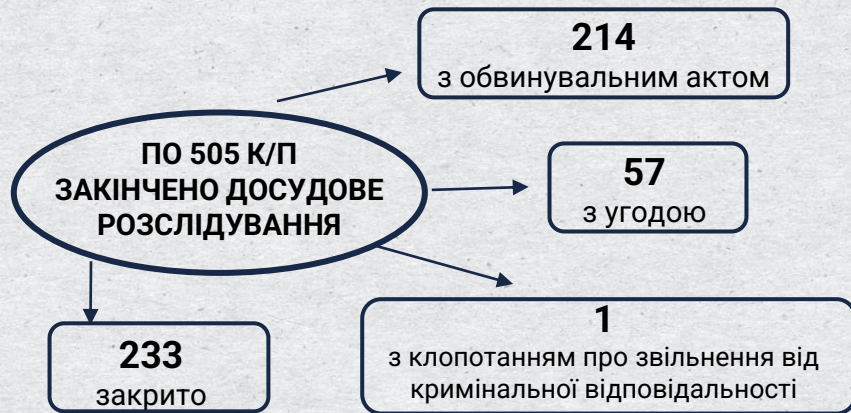 214
з обвинувальним актом
ПО 505 К/П
ЗАКІНЧЕНО ДОСУДОВЕ
РОЗСЛІДУВАННЯ
57
з угодою
233
закрито
1
з клопотанням про звільнення від
кримінальної відповідальності